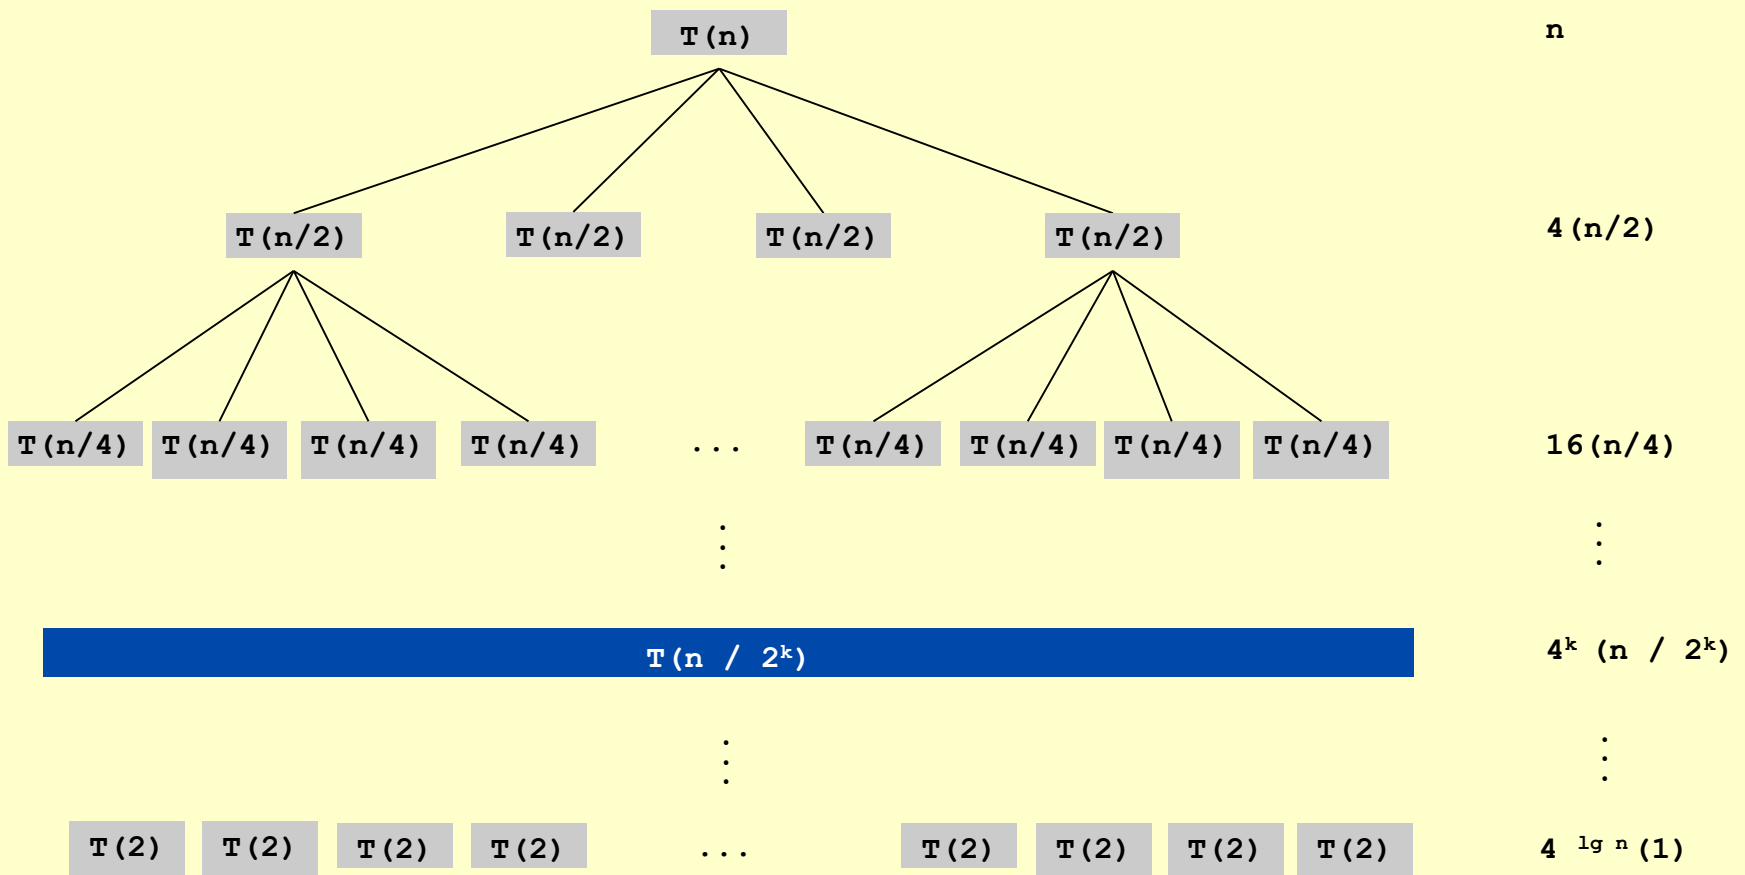 T(n) n
T(n/2) T(n/2) T(n/2) T(n/2) 4(n/2)
T(n/4) T(n/4) T(n/4) T(n/4) ... T(n/4) T(n/4) T(n/4) T(n/4) 16(n/4)
T(n / 2ᵏ) 4ᵏ (n / 2ᵏ)
T(2) T(2) T(2) T(2) ... T(2) T(2) T(2) T(2) 4 ˡᵍ ⁿ (1)